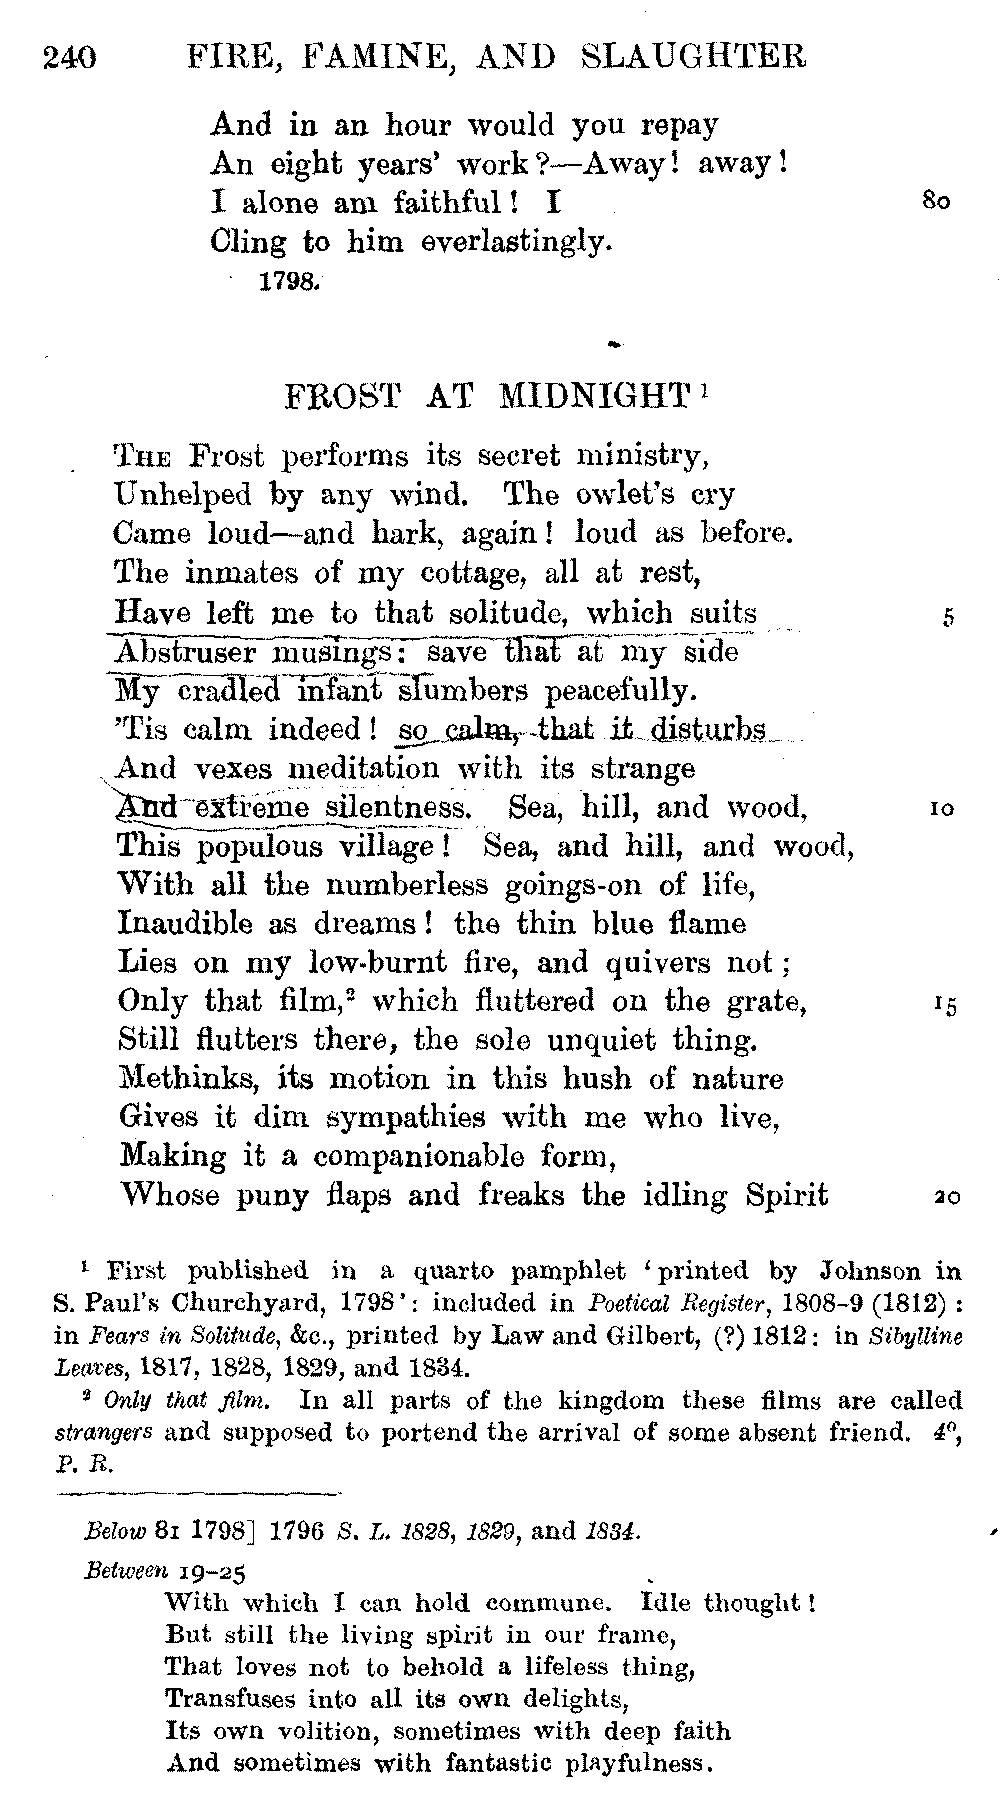 240 FIRE, FAMINE, AND SLAUGHTER
And in an hour would you repay
An eight years' work?—Away! away!
I alone am faithful! I 80
Cling to him everlastingly.
1798.
FROST AT MIDNIGHT ¹
THE Frost performs its secret ministry,
Unhelped by any wind. The owlet's cry
Came loud—and hark, again! loud as before.
The inmates of my cottage, all at rest,
Have left me to that solitude, which suits 5
Abstruser musings: save that at my side
My cradled infant slumbers peacefully.
'Tis calm indeed! so calm, that it disturbs
And vexes meditation with its strange
And extreme silentness. Sea, hill, and wood, 10
This populous village! Sea, and hill, and wood,
With all the numberless goings-on of life,
Inaudible as dreams! the thin blue flame
Lies on my low-burnt fire, and quivers not;
Only that film,² which fluttered on the grate, 15
Still flutters there, the sole unquiet thing.
Methinks, its motion in this hush of nature
Gives it dim sympathies with me who live,
Making it a companionable form,
Whose puny flaps and freaks the idling Spirit 20
¹ First published in a quarto pamphlet 'printed by Johnson in
S. Paul's Churchyard, 1798': included in Poetical Register, 1808-9 (1812):
in Fears in Solitude, &c., printed by Law and Gilbert, (?) 1812: in Sibylline
Leaves, 1817, 1828, 1829, and 1834.
² Only that film. In all parts of the kingdom these films are called
strangers and supposed to portend the arrival of some absent friend. 4º,
P. R.
Below 81 1798] 1796 S. L. 1828, 1829, and 1834.
Between 19-25
With which I can hold commune. Idle thought!
But still the living spirit in our frame,
That loves not to behold a lifeless thing,
Transfuses into all its own delights,
Its own volition, sometimes with deep faith
And sometimes with fantastic playfulness.